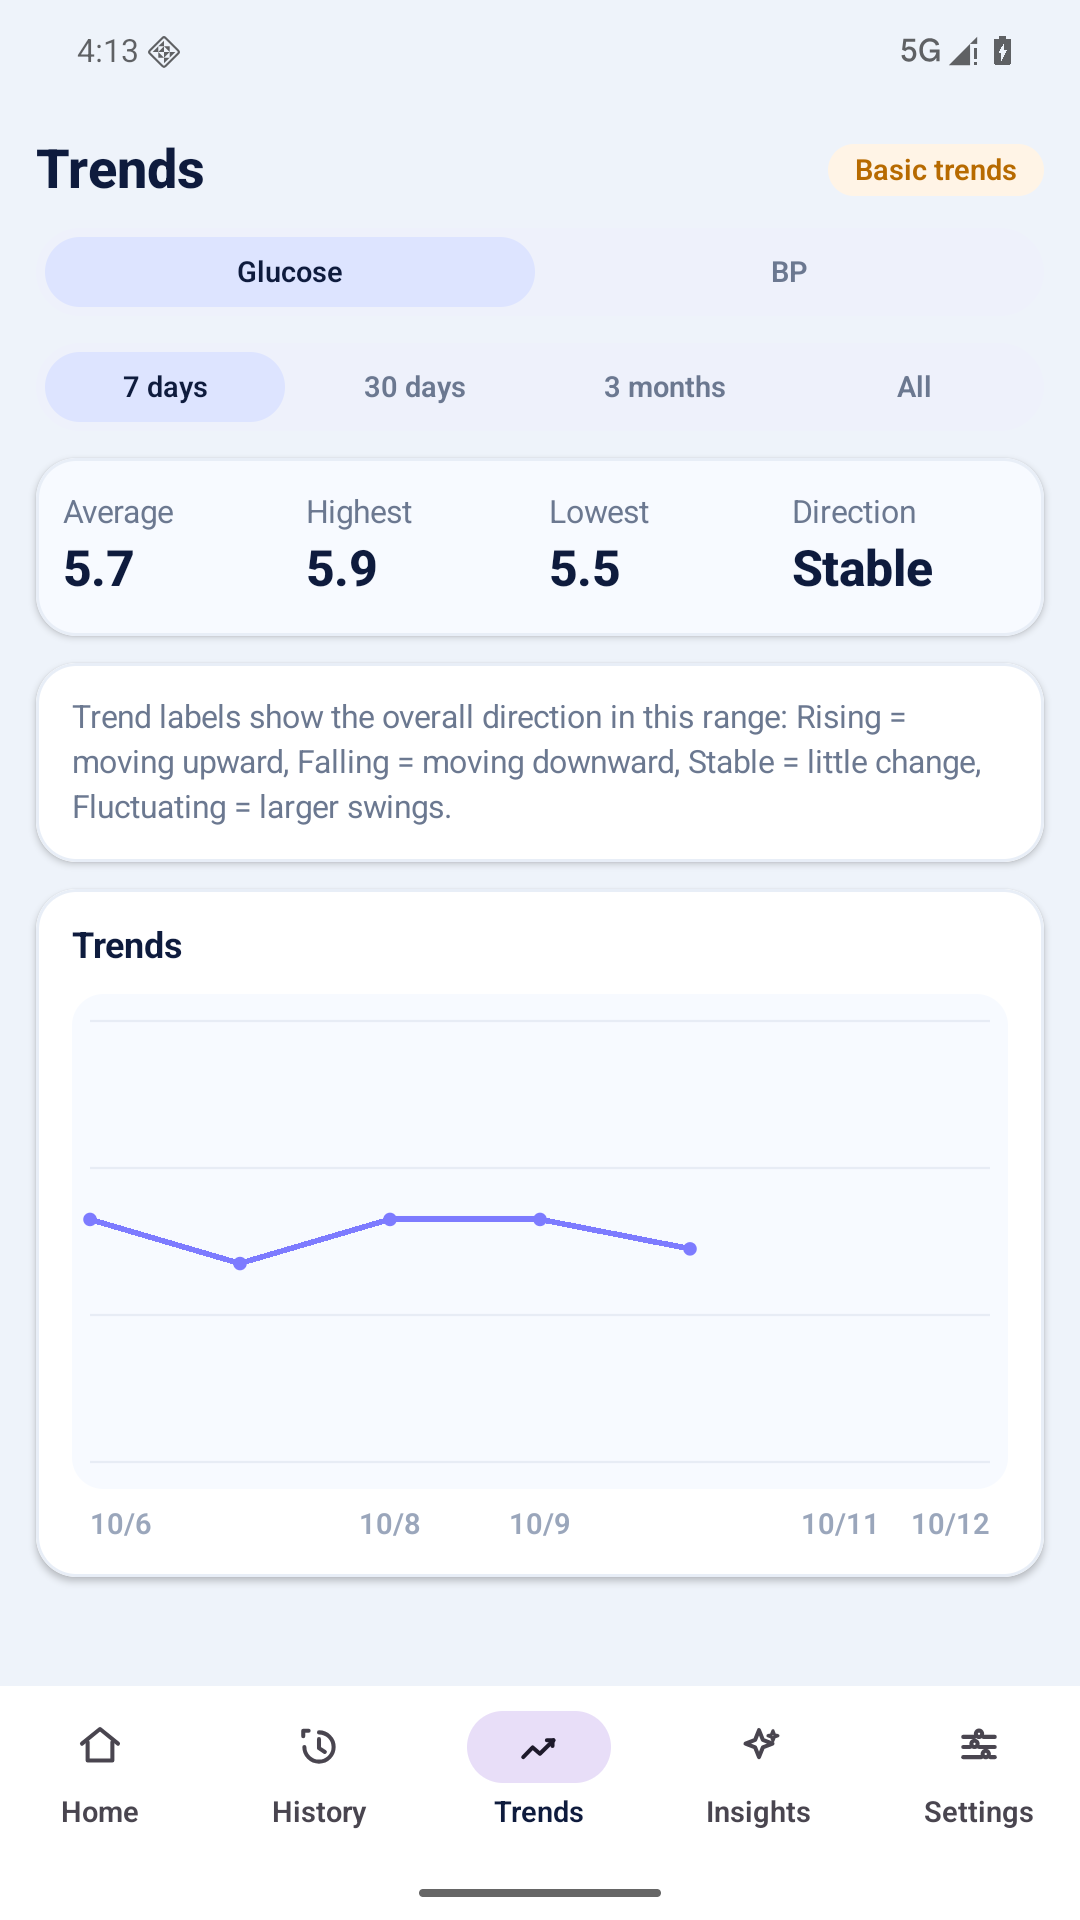 4:13
5G
Trends
Basic trends
Glucose
BP
7 days
30 days
3 months
All
Average
Highest
Lowest
Direction
5.7
5.9
5.5
Stable
Trend labels show the overall direction in this range: Rising =
moving upward, Falling = moving downward, Stable = little change,
Fluctuating = larger swings.
Trends
10/6
10/8
10/9
10/11
10/12
Home
History
Trends
Insights
Settings